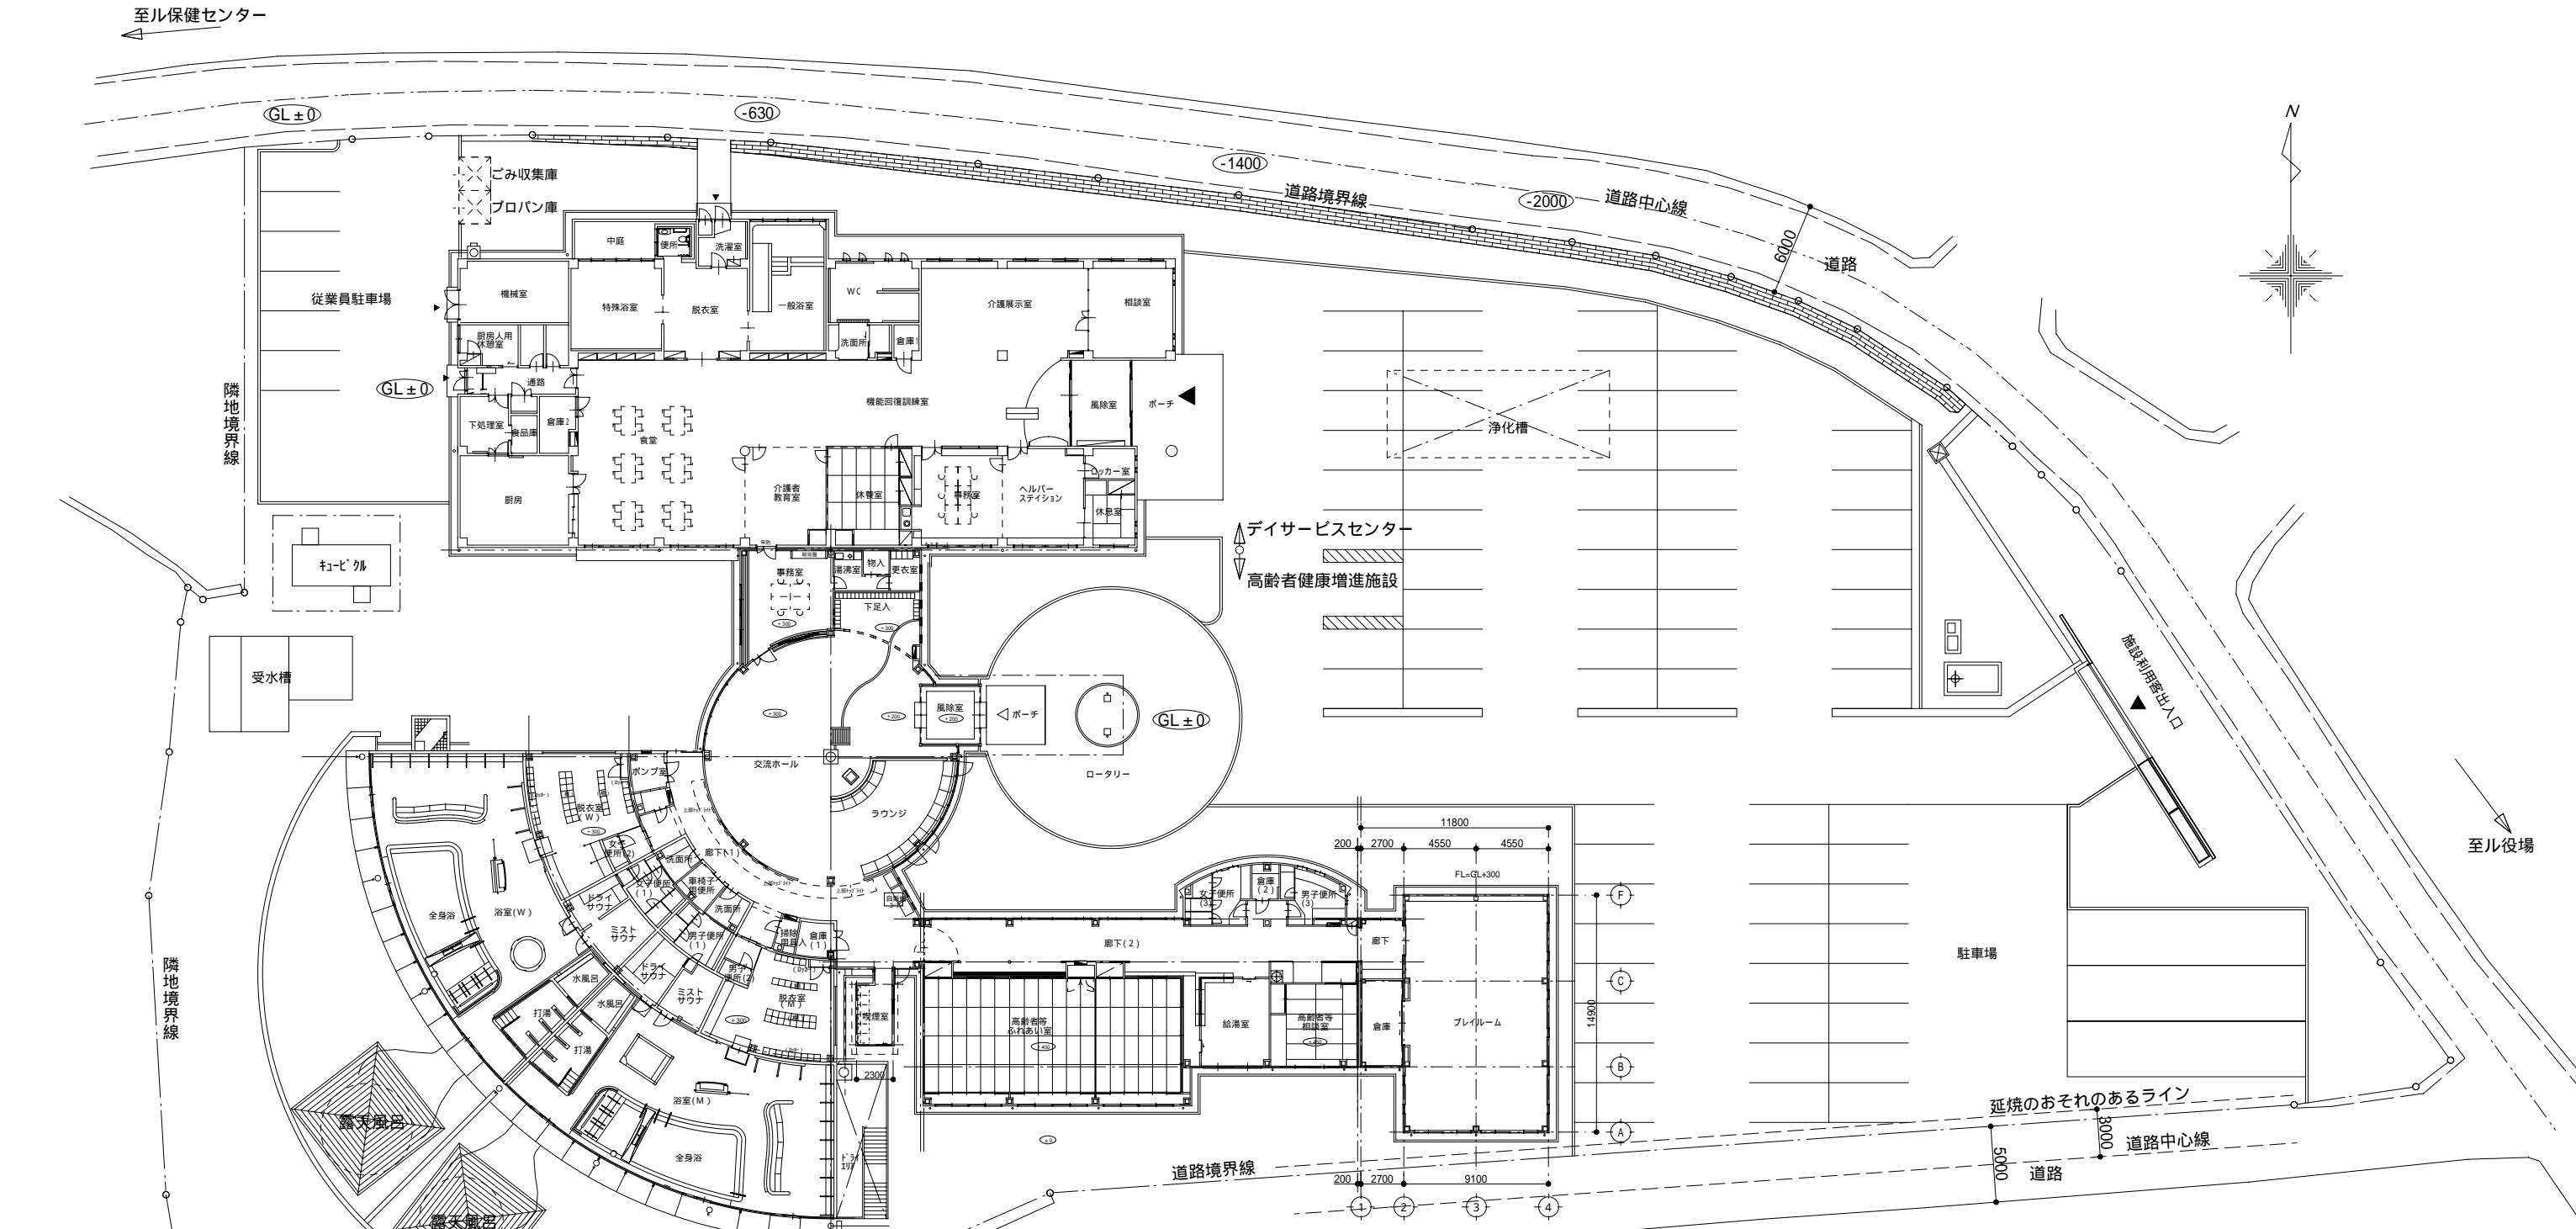 至ル保健センター
GL±0
-630
-1400
-2000
道路境界線
道路中心線
6000
道路
N
ごみ収集庫
プロパン庫
従業員駐車場
GL±0
隣地境界線
中庭
便所
洗濯室
機械室
特殊浴室
脱衣室
一般浴室
WC
介護展示室
相談室
厨房人用
休憩室
洗面所
倉庫1
通路
下処理室
食品庫
倉庫2
食堂
機能回復訓練室
風除室
ポーチ
浄化槽
厨房
介護者
教育室
休養室
事務室
ヘルパー
ステイション
ロッカー室
休息室
デイサービスセンター
高齢者健康増進施設
キュービクル
受水槽
事務室
湯沸室
物入
更衣室
下足入
+300
+300
+300
+200
風除室
+200
ポーチ
GL±0
ロータリー
交流ホール
ラウンジ
施設利用客出入口
至ル役場
ポンプ室
脱衣室
(W)
+300
女子
便所(2)
洗面所
廊下(1)
女子便所
(1)
車椅子
用便所
洗面所
ドライ
サウナ
ミスト
サウナ
男子便所
(1)
掃除
用具入
倉庫
(1)
全身浴
浴室(W)
水風呂
水風呂
ドライ
サウナ
男子
便所(2)
ミスト
サウナ
脱衣室
(M)
+300
打湯
打湯
喫煙室
2300
浴室(M)
全身浴
ドライ
エリア
露天風呂
露天風呂
隣地境界線
女子便所
(3)
倉庫
(2)
男子便所
(3)
廊下(2)
廊下
高齢者等
ふれあい室
+400
給湯室
高齢者等
相談室
+450
倉庫
プレイルーム
FL=GL+300
11800
200
2700
4550
4550
14900
F
C
B
A
200
2700
9100
1
2
3
4
±0
駐車場
延焼のおそれのあるライン
道路境界線
道路中心線
道路
5000
3000